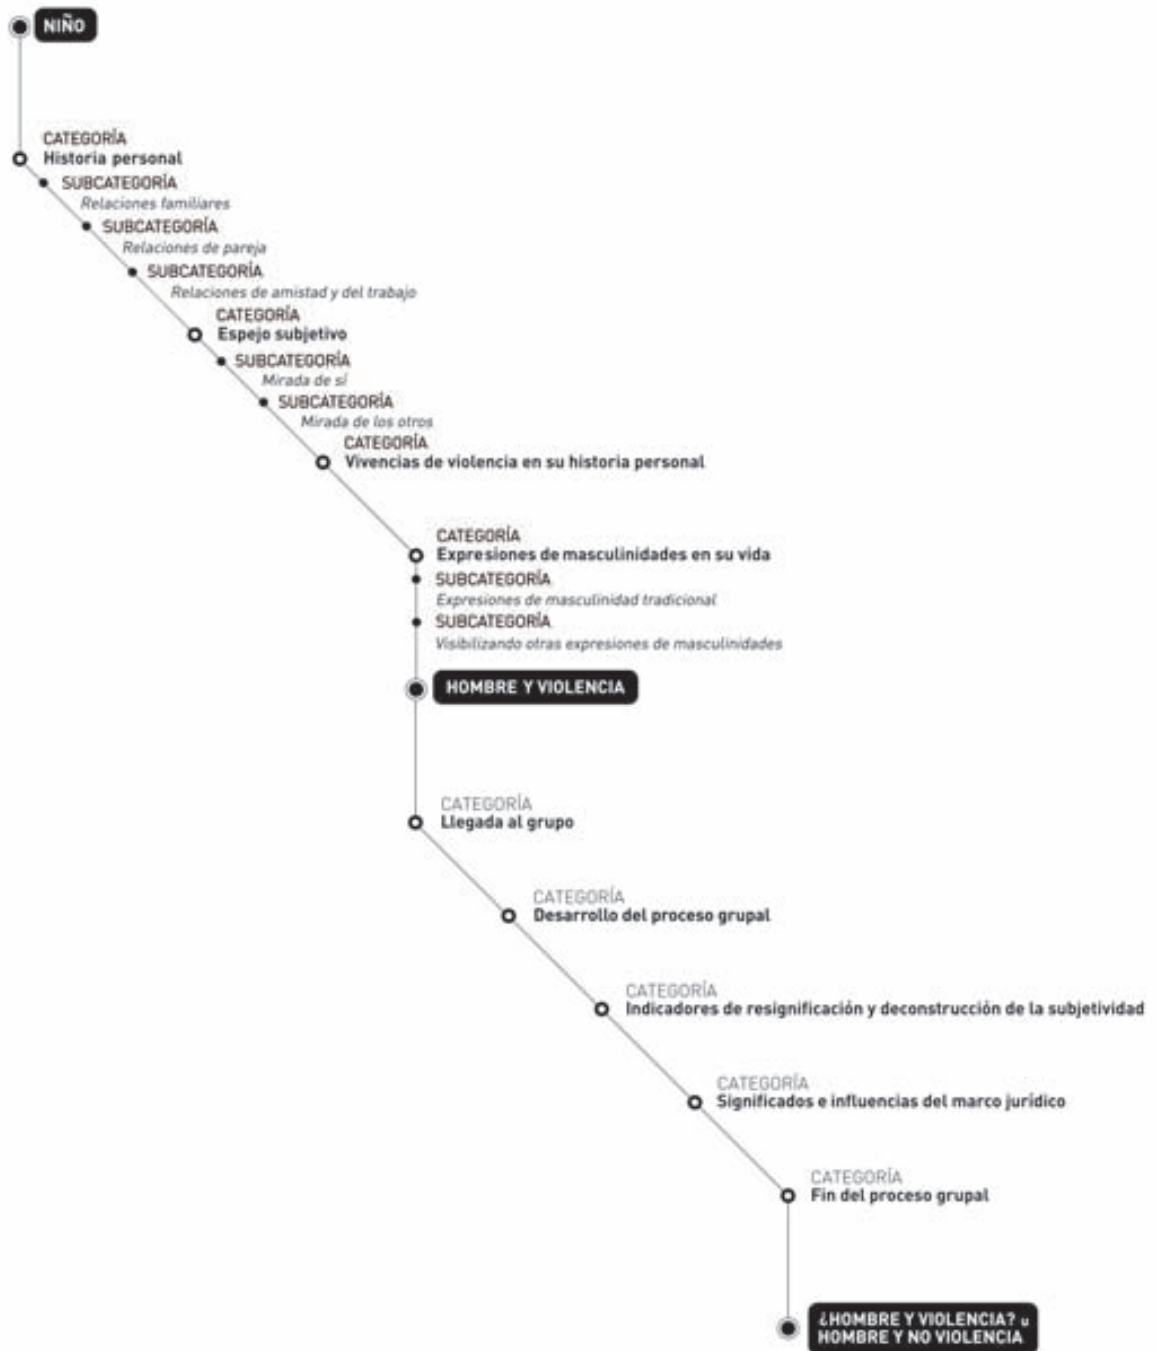 NIÑO
CATEGORÍA
Historia personal
SUBCATEGORÍA
Relaciones familiares
SUBCATEGORÍA
Relaciones de pareja
SUBCATEGORÍA
Relaciones de amistad y del trabajo
CATEGORÍA
Espejo subjetivo
SUBCATEGORÍA
Mirada de sí
SUBCATEGORÍA
Mirada de los otros
CATEGORÍA
Vivencias de violencia en su historia personal
CATEGORÍA
Expresiones de masculinidades en su vida
SUBCATEGORÍA
Expresiones de masculinidad tradicional
SUBCATEGORÍA
Visibilizando otras expresiones de masculinidades
HOMBRE Y VIOLENCIA
CATEGORÍA
Llegada al grupo
CATEGORÍA
Desarrollo del proceso grupal
CATEGORÍA
Indicadores de resignificación y deconstrucción de la subjetividad
CATEGORÍA
Significados e influencias del marco jurídico
CATEGORÍA
Fin del proceso grupal
¿HOMBRE Y VIOLENCIA? u
HOMBRE Y NO VIOLENCIA